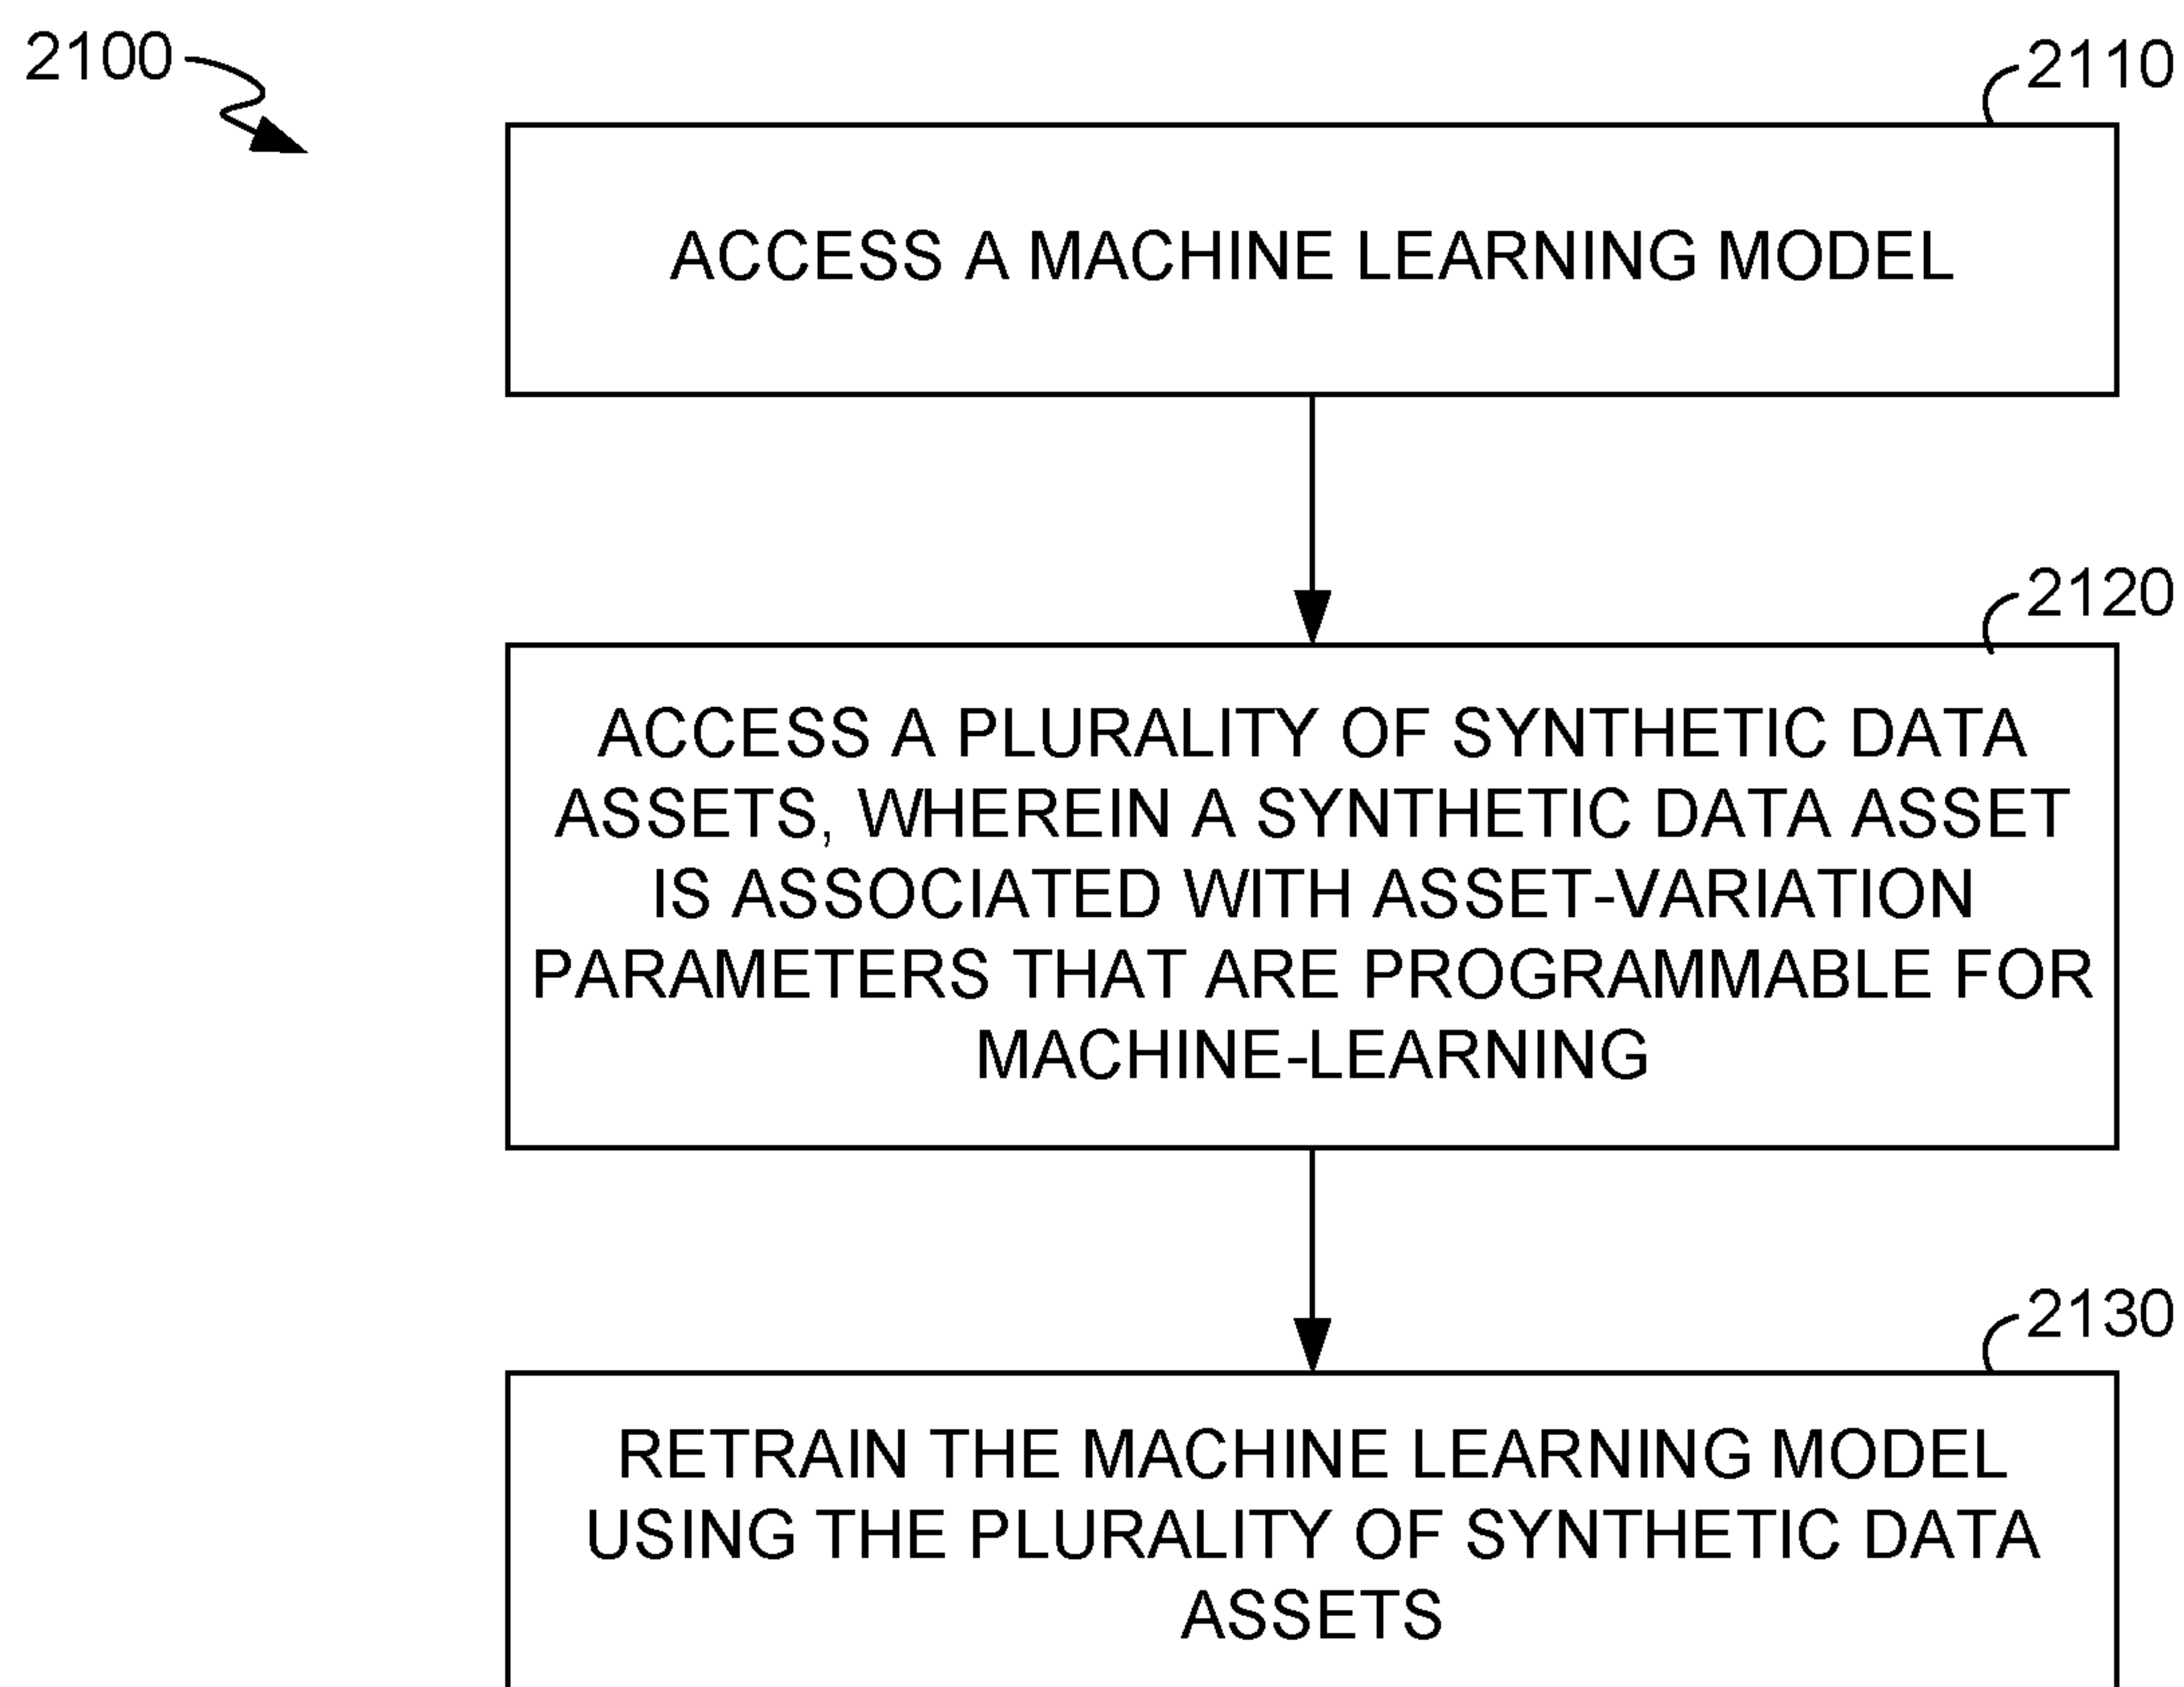 2100
2110
ACCESS A MACHINE LEARNING MODEL
2120
ACCESS A PLURALITY OF SYNTHETIC DATA
ASSETS, WHEREIN A SYNTHETIC DATA ASSET
IS ASSOCIATED WITH ASSET-VARIATION
PARAMETERS THAT ARE PROGRAMMABLE FOR
MACHINE-LEARNING
2130
RETRAIN THE MACHINE LEARNING MODEL
USING THE PLURALITY OF SYNTHETIC DATA
ASSETS